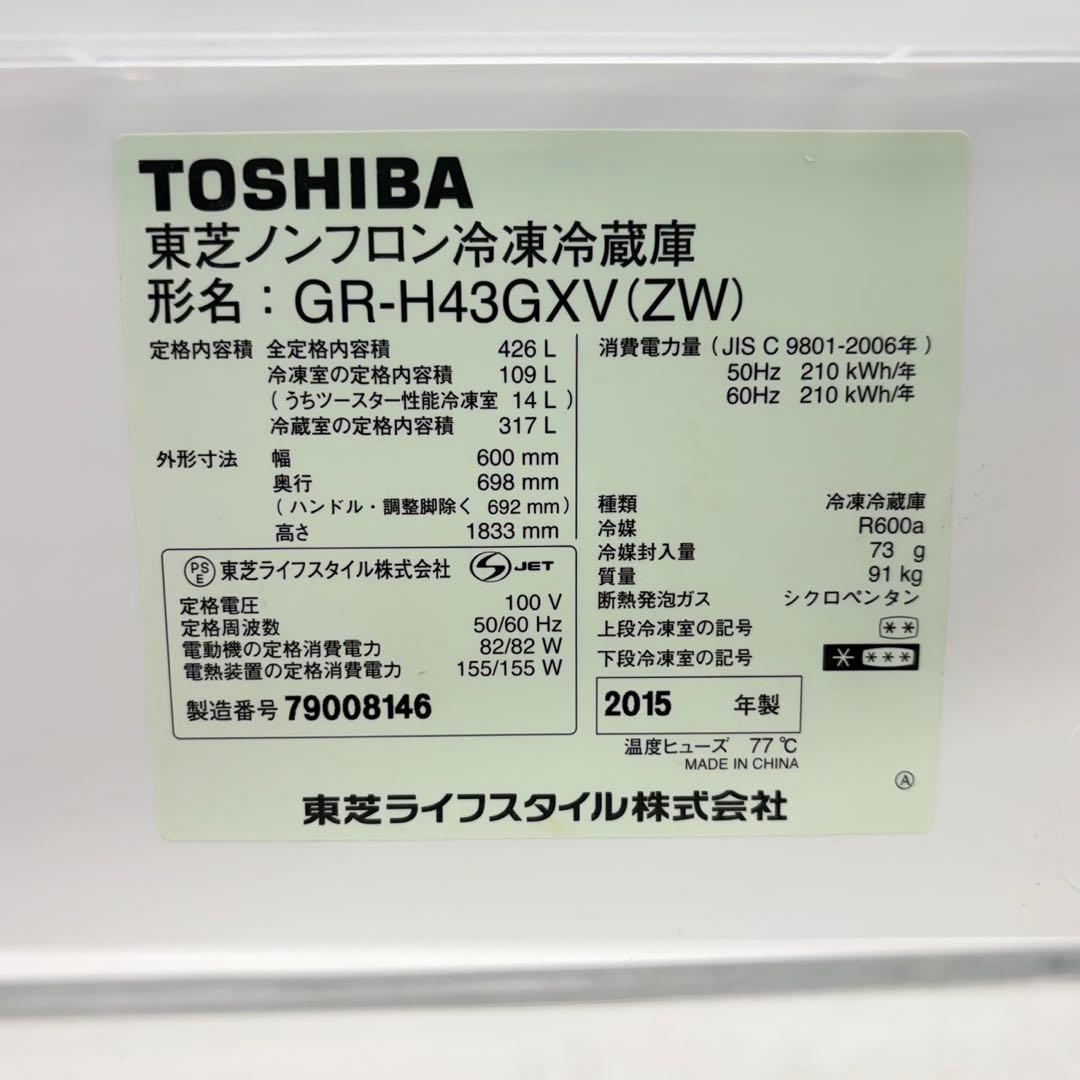 TOSHIBA
東芝ノンフロン冷凍冷蔵庫
形名：GR-H43GXV(ZW)
定格内容積 全定格内容積 426 L
冷凍室の定格内容積 109 L
(うちツースター性能冷凍室 14 L)
冷蔵室の定格内容積 317 L
外形寸法 幅 600 mm
奥行 698 mm
(ハンドル・調整脚除く 692 mm)
高さ 1833 mm
PSE 東芝ライフスタイル株式会社 S JET
定格電圧 100 V
定格周波数 50/60 Hz
電動機の定格消費電力 82/82 W
電熱装置の定格消費電力 155/155 W
製造番号 79008146
消費電力量 (JIS C 9801-2006年)
50Hz 210 kWh/年
60Hz 210 kWh/年
種類 冷凍冷蔵庫
冷媒 R600a
冷媒封入量 73 g
質量 91 kg
断熱発泡ガス シクロペンタン
上段冷凍室の記号 **
下段冷凍室の記号 * ***
2015 年製
温度ヒューズ 77℃
MADE IN CHINA
Ⓐ
東芝ライフスタイル株式会社